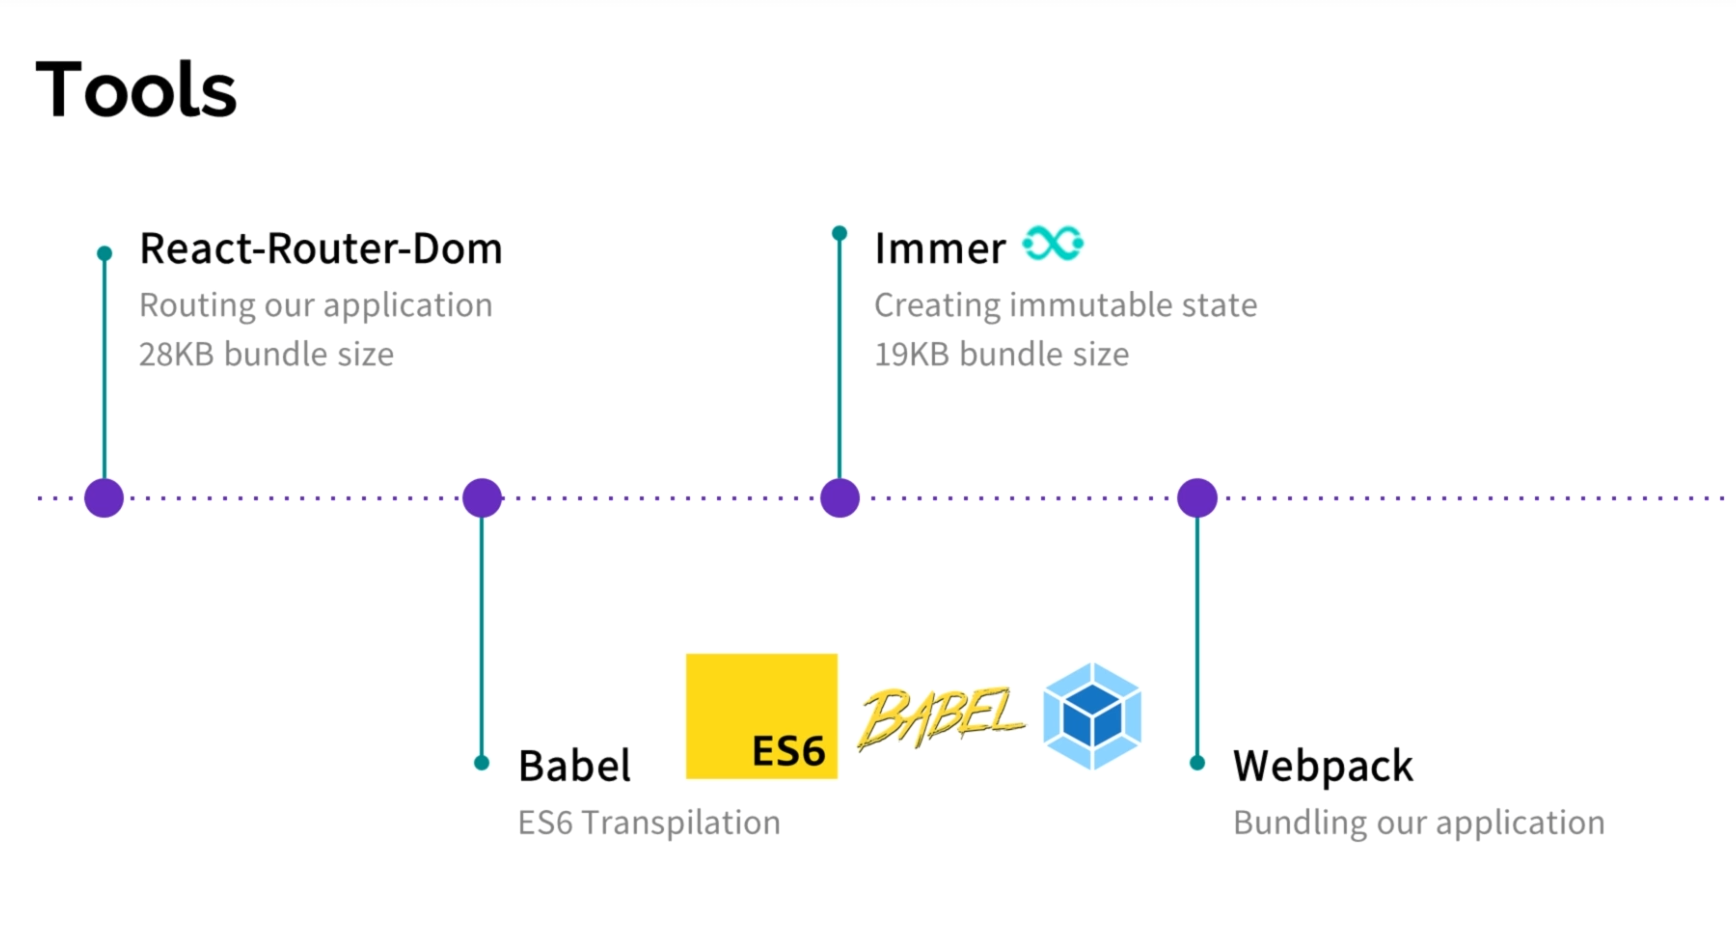 Tools
React-Router-Dom
Routing our application
28KB bundle size
Immer
Creating immutable state
19KB bundle size
ES6
BABEL
Babel
ES6 Transpilation
Webpack
Bundling our application